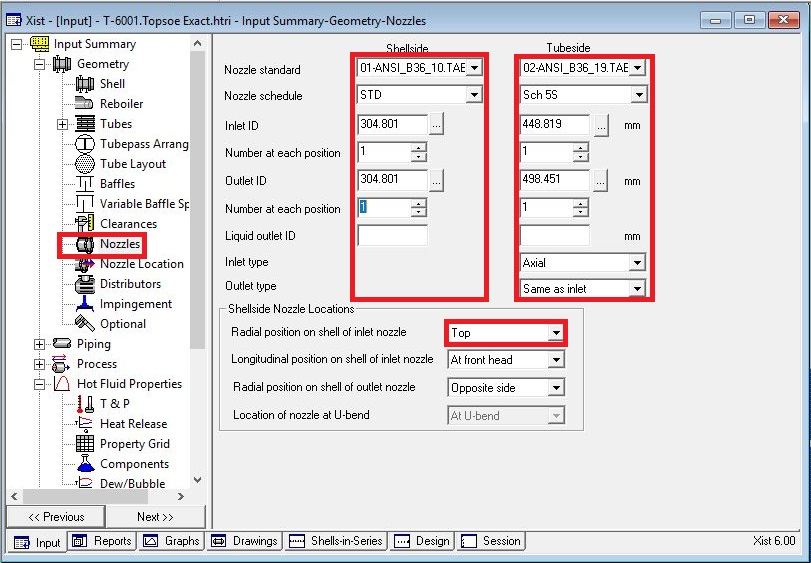 Xist - [Input] - T-6001.Topsoe Exact.htri - Input Summary-Geometry-Nozzles
Input Summary
Geometry
Shell
Reboiler
Tubes
Tubepass Arrang
Tube Layout
Baffles
Variable Baffle Sp
Clearances
Nozzles
Nozzle Location
Distributors
Impingement
Optional
Piping
Process
Hot Fluid Properties
T & P
Heat Release
Property Grid
Components
Dew/Bubble
<< Previous
Next >>
Shellside Tubeside
Nozzle standard 01-ANSI_B36_10.TAE 02-ANSI_B36_19.TAE
Nozzle schedule STD Sch 5S
Inlet ID 304.801 ... 448.819 ... mm
Number at each position 1 1
Outlet ID 304.801 ... 498.451 ... mm
Number at each position 1 1
Liquid outlet ID mm
Inlet type Axial
Outlet type Same as inlet
Shellside Nozzle Locations
Radial position on shell of inlet nozzle Top
Longitudinal position on shell of inlet nozzle At front head
Radial position on shell of outlet nozzle Opposite side
Location of nozzle at U-bend At U-bend
Input Reports Graphs Drawings Shells-in-Series Design Session Xist 6.00